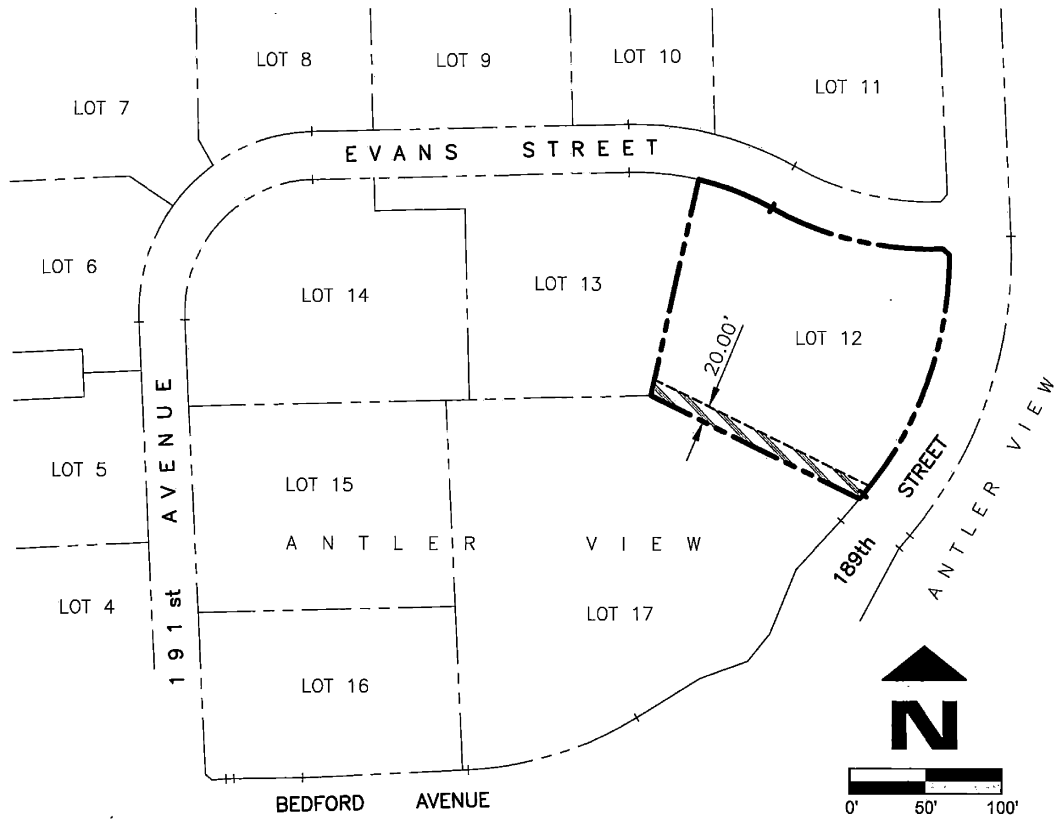 LOT 8
LOT 9
LOT 10
LOT 11
LOT 7
EVANS STREET
LOT 6
LOT 14
LOT 13
LOT 12
20.00'
191st AVENUE
LOT 5
LOT 15
189th STREET
ANTLER VIEW
ANTLER VIEW
LOT 4
LOT 17
LOT 16
N
BEDFORD AVENUE
0' 50' 100'